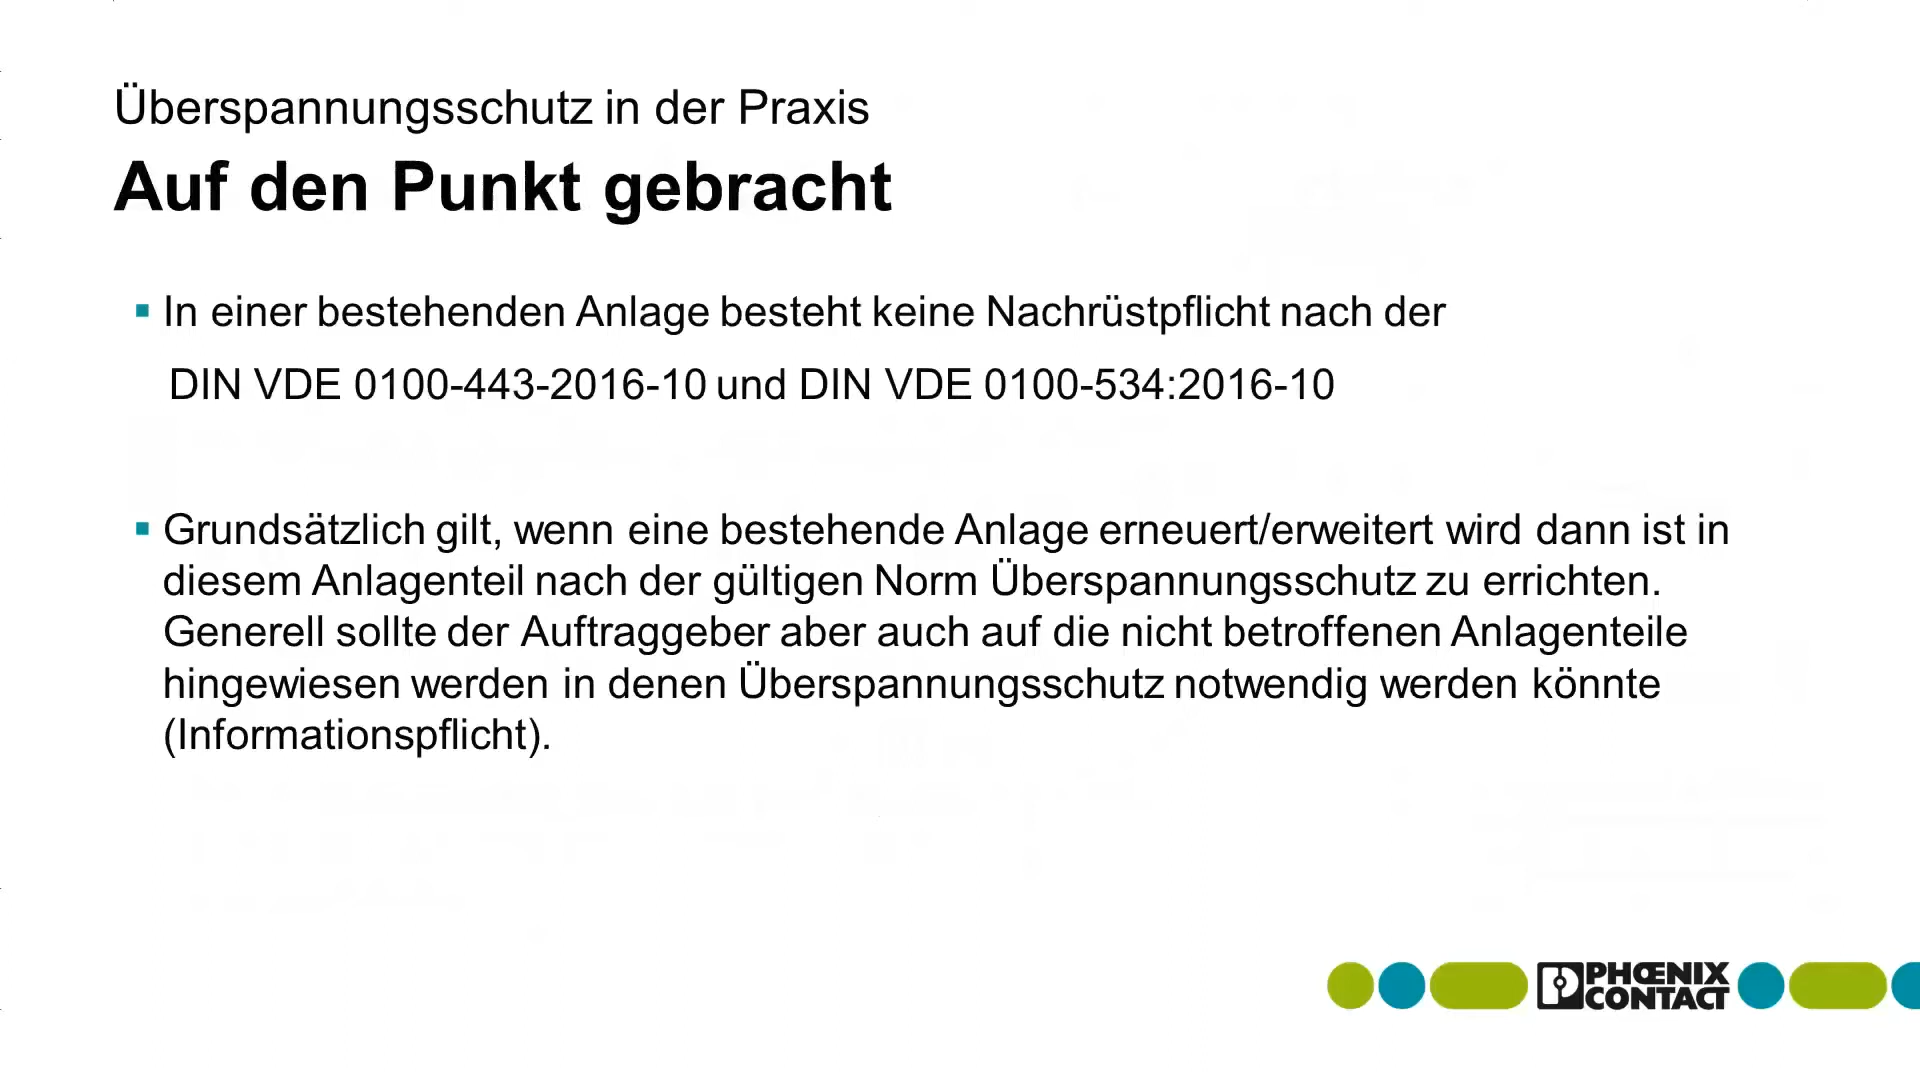 Überspannungsschutz in der Praxis
Auf den Punkt gebracht
In einer bestehenden Anlage besteht keine Nachrüstpflicht nach der
DIN VDE 0100-443-2016-10 und DIN VDE 0100-534:2016-10
Grundsätzlich gilt, wenn eine bestehende Anlage erneuert/erweitert wird dann ist in
diesem Anlagenteil nach der gültigen Norm Überspannungsschutz zu errichten.
Generell sollte der Auftraggeber aber auch auf die nicht betroffenen Anlagenteile
hingewiesen werden in denen Überspannungsschutz notwendig werden könnte
(Informationspflicht).
PHŒNIX
CONTACT